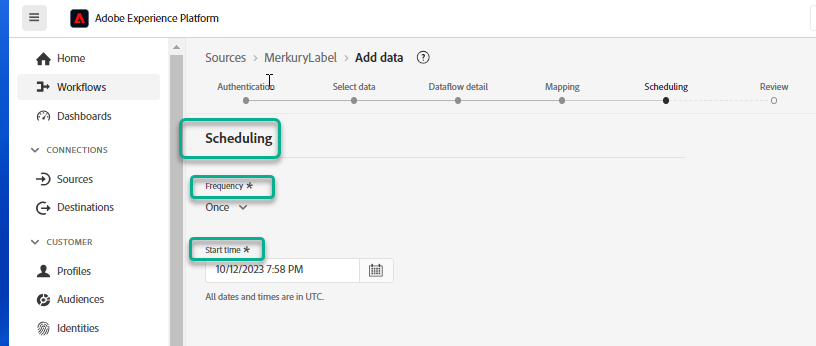 Adobe Experience Platform
Home
Workflows
Dashboards
CONNECTIONS
Sources
Destinations
CUSTOMER
Profiles
Audiences
Identities
Sources > MerkuryLabel > Add data
Authentication Select data Dataflow detail Mapping Scheduling Review
Scheduling
Frequency *
Once
Start time *
10/12/2023 7:58 PM
All dates and times are in UTC.